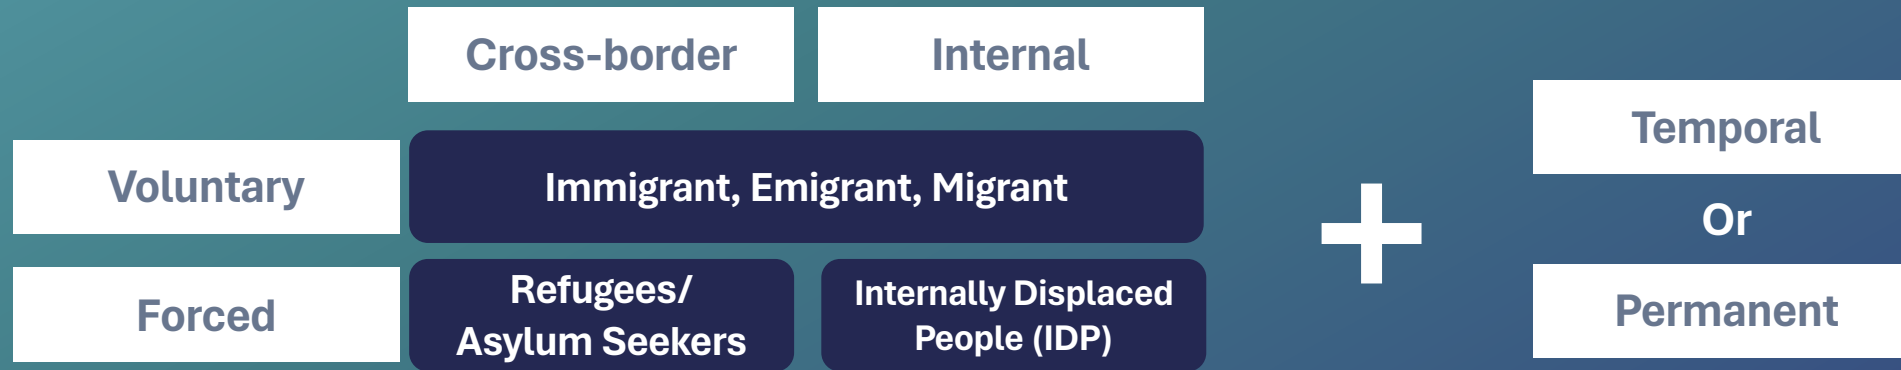 Cross-border
Internal
Temporal
Voluntary
Immigrant, Emigrant, Migrant
+
Or
Forced
Refugees/
Asylum Seekers
Internally Displaced
People (IDP)
Permanent